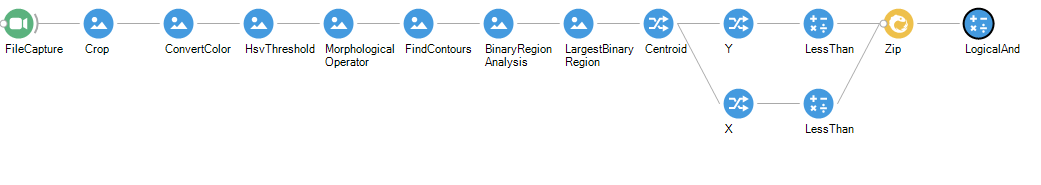 FileCapture
Crop
ConvertColor
HsvThreshold
Morphological
Operator
FindContours
BinaryRegion
Analysis
LargestBinary
Region
Centroid
Y
LessThan
Zip
LogicalAnd
X
LessThan